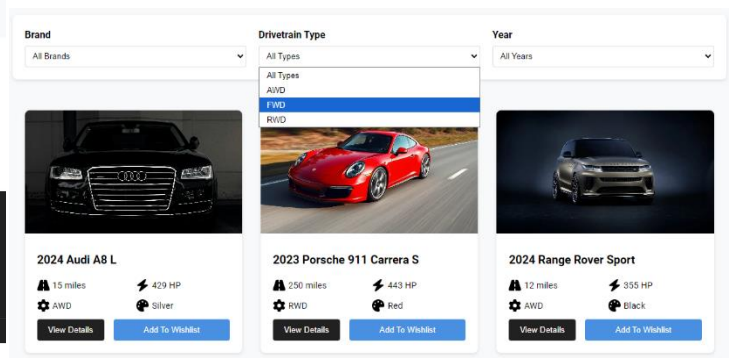 Brand Drivetrain Type Year
All Brands All Types All Years
All Types
AWD
FWD
RWD
2024 Audi A8 L
15 miles 429 HP
AWD Silver
View Details Add To Wishlist
2023 Porsche 911 Carrera S
250 miles 443 HP
RWD Red
View Details Add To Wishlist
2024 Range Rover Sport
12 miles 355 HP
AWD Black
View Details Add To Wishlist